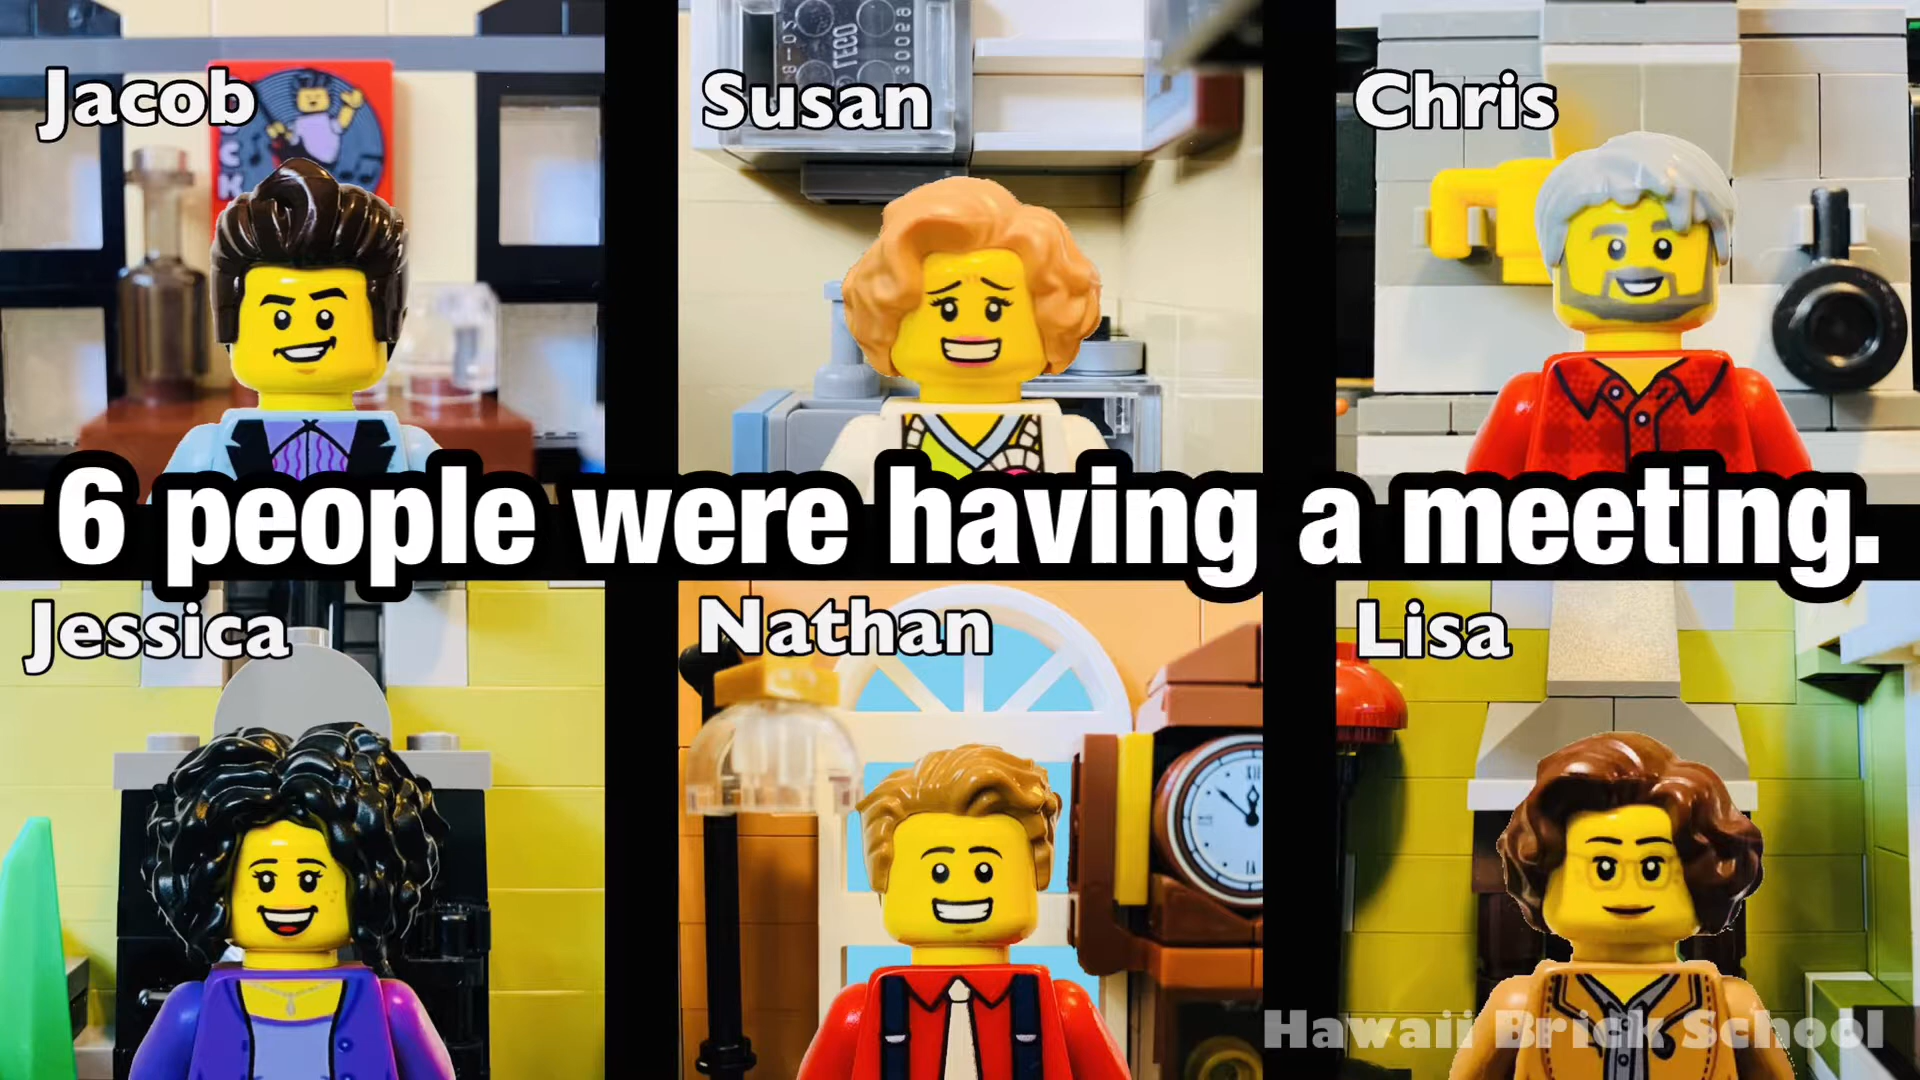 Jacob
Susan
Chris
6 people were having a meeting.
Jessica
Nathan
Lisa
Hawaii Brick School